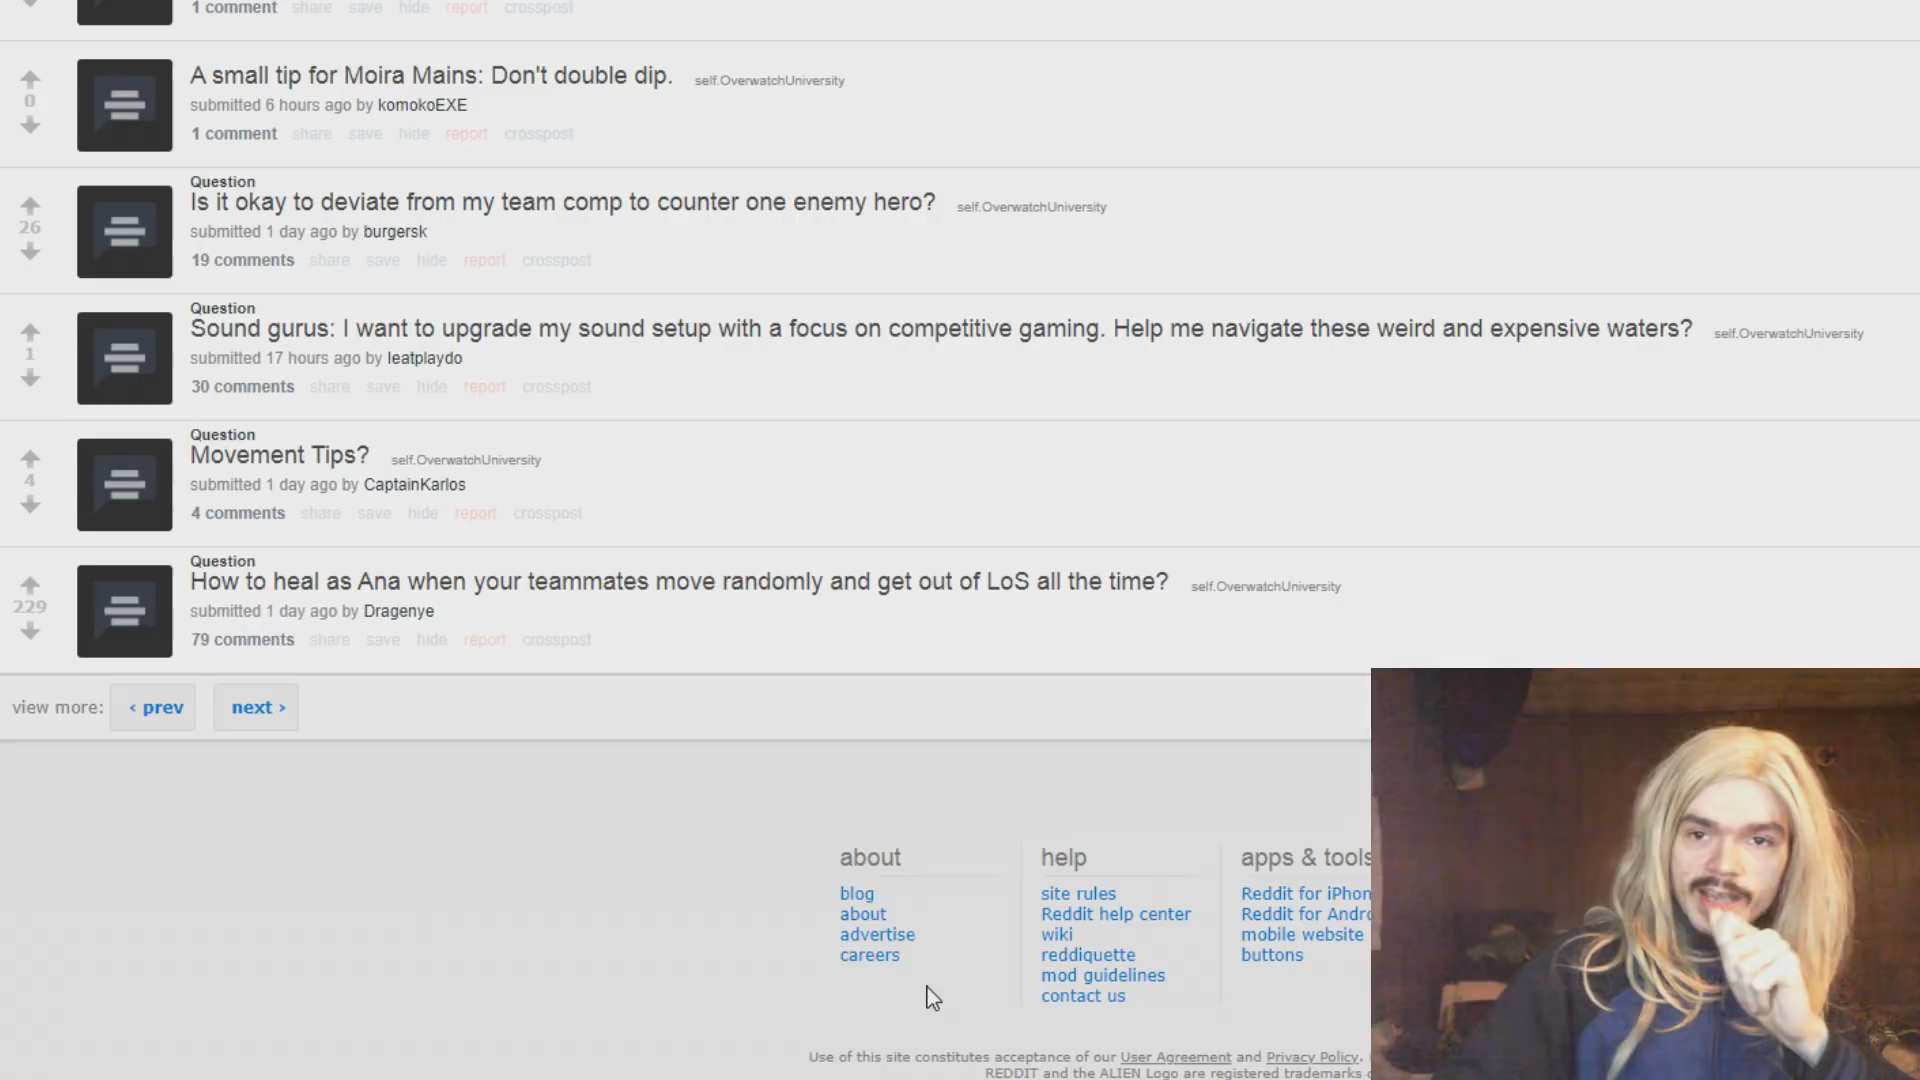 1 comment share save hide report crosspost
A small tip for Moira Mains: Don't double dip. self.OverwatchUniversity
0
submitted 6 hours ago by komokoEXE
1 comment share save hide report crosspost
Question
Is it okay to deviate from my team comp to counter one enemy hero? self.OverwatchUniversity
26
submitted 1 day ago by burgersk
19 comments share save hide report crosspost
Question
Sound gurus: I want to upgrade my sound setup with a focus on competitive gaming. Help me navigate these weird and expensive waters? self.OverwatchUniversity
1
submitted 17 hours ago by leatplaydo
30 comments share save hide report crosspost
Question
Movement Tips? self.OverwatchUniversity
4
submitted 1 day ago by CaptainKarlos
4 comments share save hide report crosspost
Question
How to heal as Ana when your teammates move randomly and get out of LoS all the time? self.OverwatchUniversity
229
submitted 1 day ago by Dragenye
79 comments share save hide report crosspost
view more: ‹ prev next ›
about
blog
about
advertise
careers
help
site rules
Reddit help center
wiki
reddiquette
mod guidelines
contact us
apps & tools
Reddit for iPhon
Reddit for Andro
mobile website
buttons
Use of this site constitutes acceptance of our User Agreement and Privacy Policy.
REDDIT and the ALIEN Logo are registered trademarks